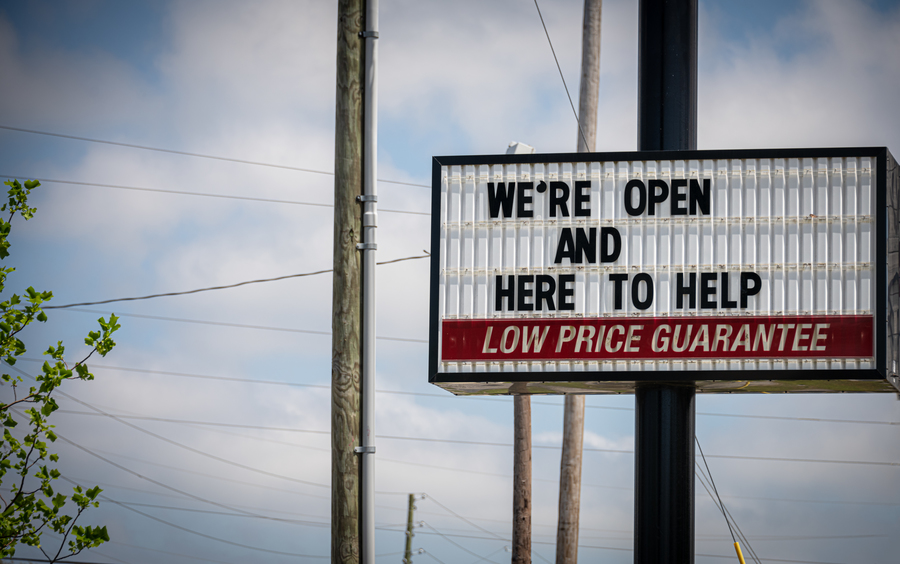 WE'RE OPEN
AND
HERE TO HELP
LOW PRICE GUARANTEE